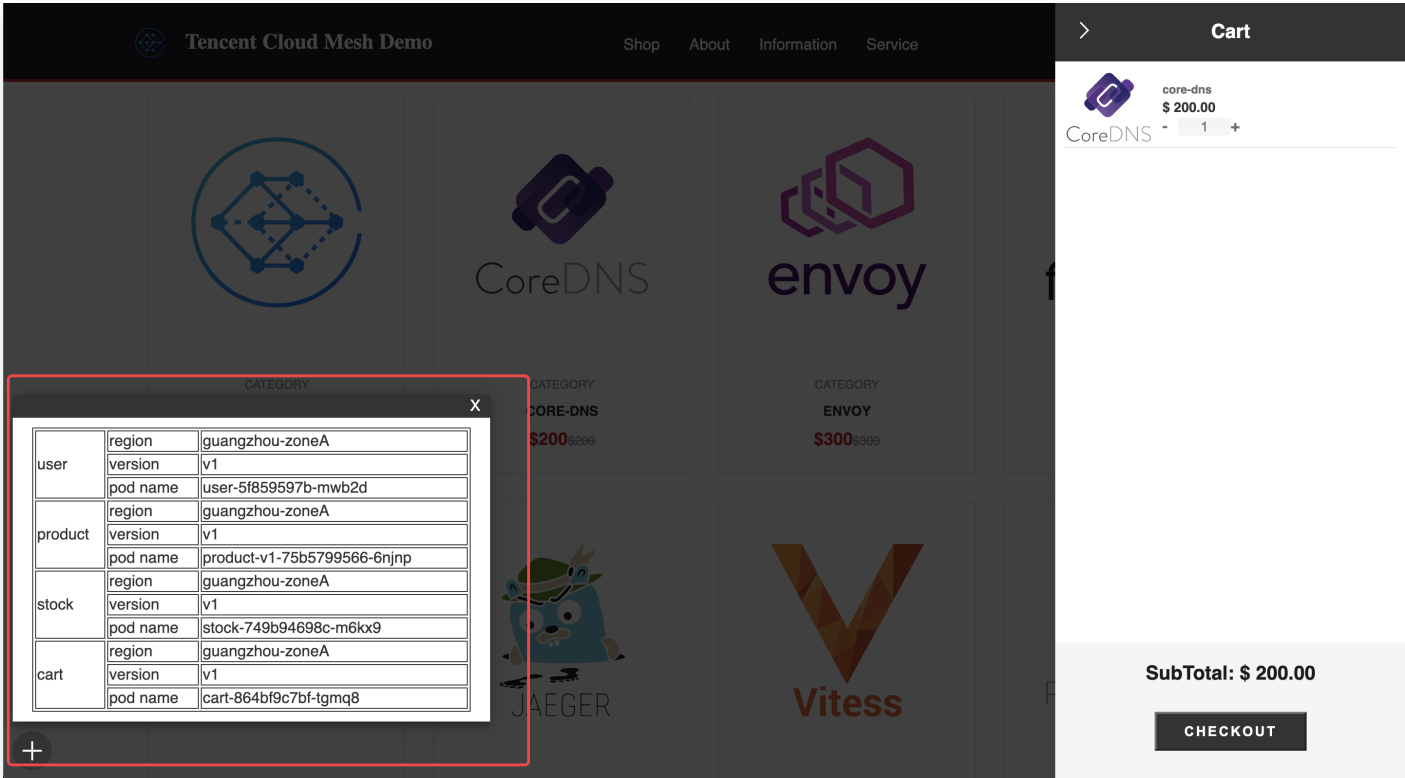 Tencent Cloud Mesh Demo
Shop About Information Service
Cart
core-dns
$ 200.00
- 1 +
CoreDNS
CoreDNS
envoy
f
CATEGORY
CATEGORY
CATEGORY
CORE-DNS
ENVOY
$200$200
$300$300
X
user region guangzhou-zoneA
version v1
pod name user-5f859597b-mwb2d
product region guangzhou-zoneA
version v1
pod name product-v1-75b5799566-6njnp
stock region guangzhou-zoneA
version v1
pod name stock-749b94698c-m6kx9
cart region guangzhou-zoneA
version v1
pod name cart-864bf9c7bf-tgmq8
JAEGER
Vitess
F
SubTotal: $ 200.00
CHECKOUT